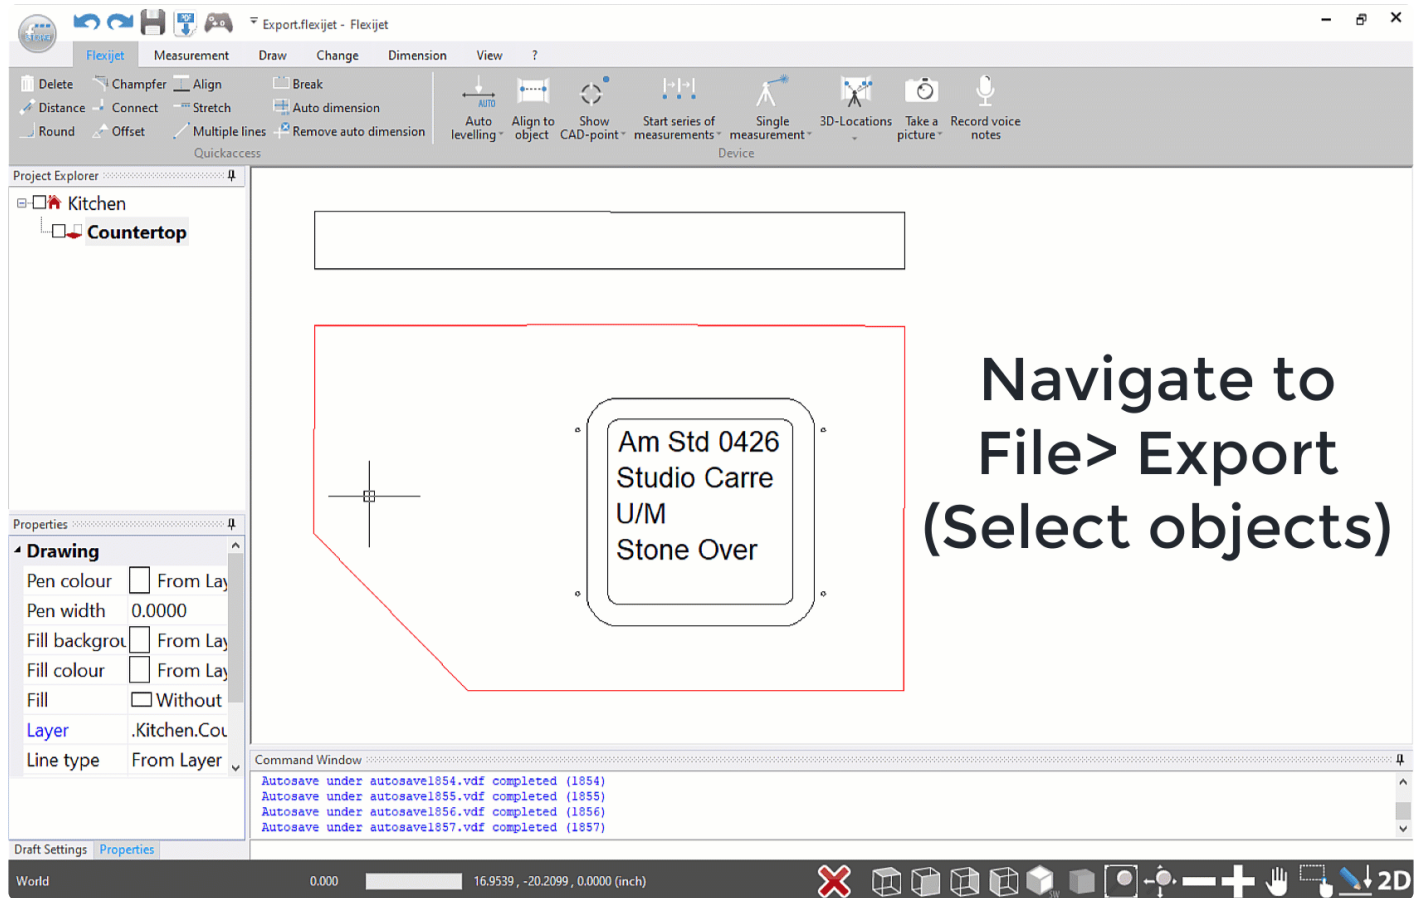 Export.flexijet - Flexijet
Flexijet Measurement Draw Change Dimension View ?
Delete Champfer Align Break
Distance Connect Stretch Auto dimension
Round Offset Multiple lines Remove auto dimension
Quickaccess
AUTO
Auto levelling
Align to object
Show CAD-point
Start series of measurements
Single measurement
3D-Locations
Take a picture
Record voice notes
Device
Project Explorer
Kitchen
Countertop
Am Std 0426
Studio Carre
U/M
Stone Over
Navigate to
File> Export
(Select objects)
Properties
Drawing
Pen colour From Lay
Pen width 0.0000
Fill backgrou From Lay
Fill colour From Lay
Fill Without
Layer .Kitchen.Cou
Line type From Layer
Draft Settings Properties
Command Window
Autosave under autosave1854.vdf completed (1854)
Autosave under autosave1855.vdf completed (1855)
Autosave under autosave1856.vdf completed (1856)
Autosave under autosave1857.vdf completed (1857)
World 0.000 16.9539 , -20.2099 , 0.0000 (inch) SW 2D